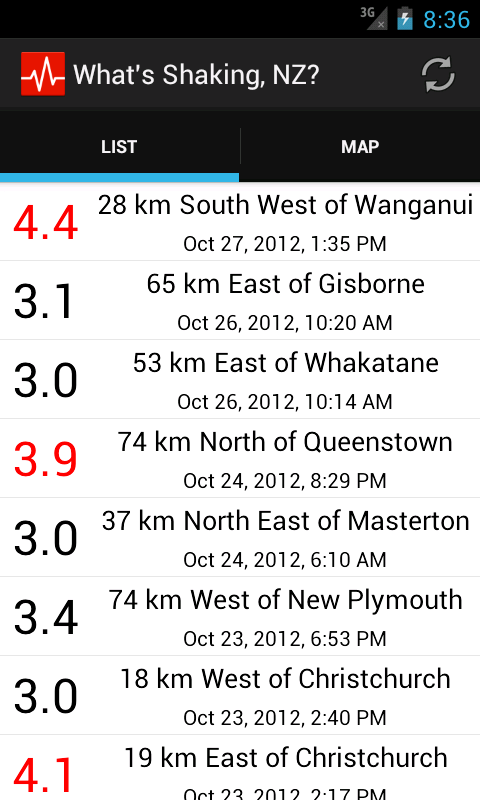 3G 8:36
What's Shaking, NZ?
LIST MAP
4.4 28 km South West of Wanganui
Oct 27, 2012, 1:35 PM
3.1 65 km East of Gisborne
Oct 26, 2012, 10:20 AM
3.0 53 km East of Whakatane
Oct 26, 2012, 10:14 AM
3.9 74 km North of Queenstown
Oct 24, 2012, 8:29 PM
3.0 37 km North East of Masterton
Oct 24, 2012, 6:10 AM
3.4 74 km West of New Plymouth
Oct 23, 2012, 6:53 PM
3.0 18 km West of Christchurch
Oct 23, 2012, 2:40 PM
4.1 19 km East of Christchurch
Oct 23, 2012, 2:17 PM